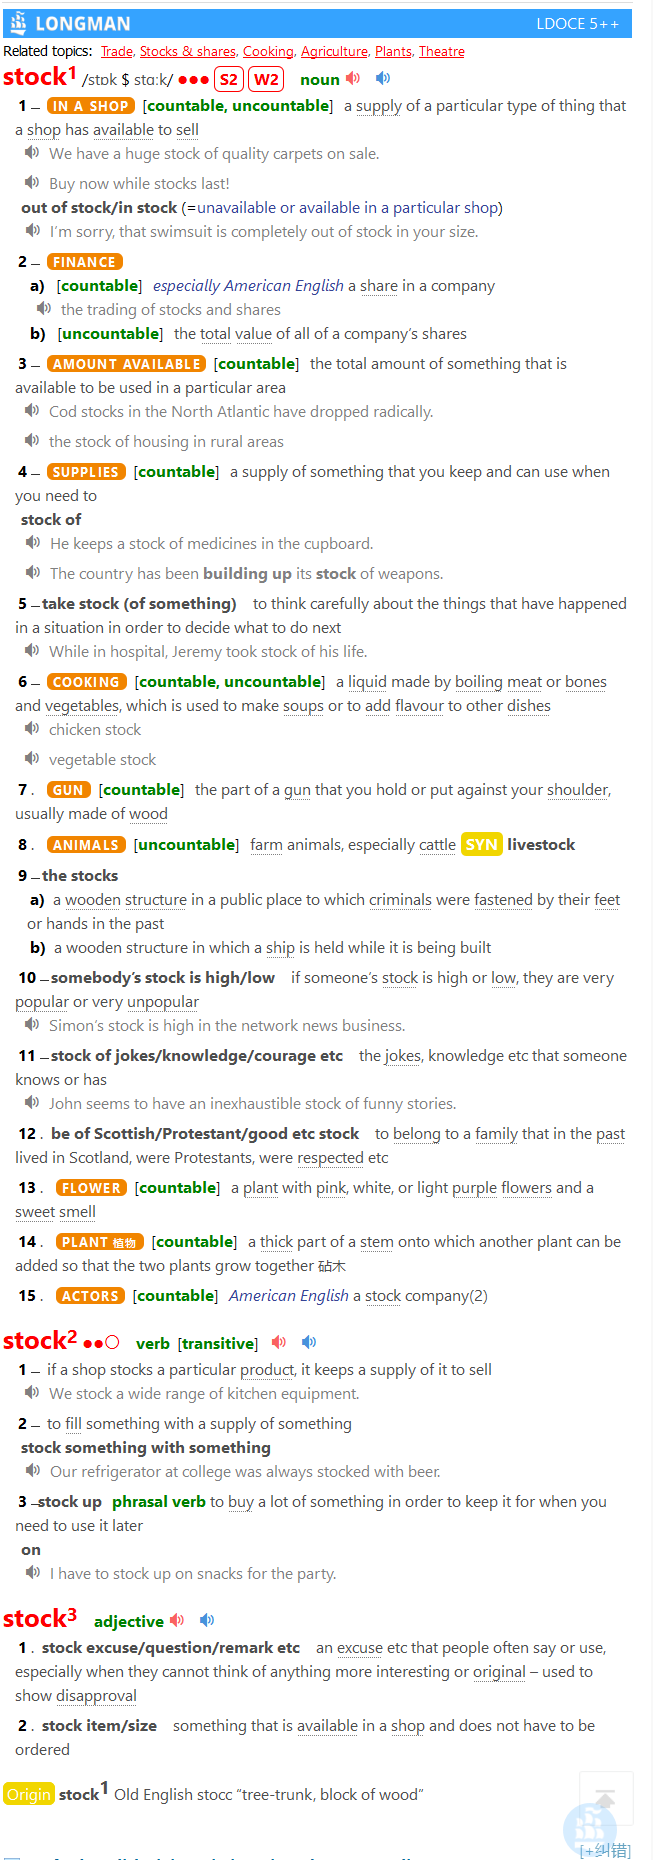 LONGMAN LDOCE 5++
Related topics: Trade, Stocks & shares, Cooking, Agriculture, Plants, Theatre
stock1 /stɒk $ stɑːk/ ●●● S2 W2 noun
1 – IN A SHOP [countable, uncountable] a supply of a particular type of thing that
a shop has available to sell
We have a huge stock of quality carpets on sale.
Buy now while stocks last!
out of stock/in stock (=unavailable or available in a particular shop)
I’m sorry, that swimsuit is completely out of stock in your size.
2 – FINANCE
a) [countable] especially American English a share in a company
the trading of stocks and shares
b) [uncountable] the total value of all of a company’s shares
3 – AMOUNT AVAILABLE [countable] the total amount of something that is
available to be used in a particular area
Cod stocks in the North Atlantic have dropped radically.
the stock of housing in rural areas
4 – SUPPLIES [countable] a supply of something that you keep and can use when
you need to
stock of
He keeps a stock of medicines in the cupboard.
The country has been building up its stock of weapons.
5 – take stock (of something) to think carefully about the things that have happened
in a situation in order to decide what to do next
While in hospital, Jeremy took stock of his life.
6 – COOKING [countable, uncountable] a liquid made by boiling meat or bones
and vegetables, which is used to make soups or to add flavour to other dishes
chicken stock
vegetable stock
7 . GUN [countable] the part of a gun that you hold or put against your shoulder,
usually made of wood
8 . ANIMALS [uncountable] farm animals, especially cattle SYN livestock
9 – the stocks
a) a wooden structure in a public place to which criminals were fastened by their feet
or hands in the past
b) a wooden structure in which a ship is held while it is being built
10 – somebody’s stock is high/low if someone’s stock is high or low, they are very
popular or very unpopular
Simon’s stock is high in the network news business.
11 – stock of jokes/knowledge/courage etc the jokes, knowledge etc that someone
knows or has
John seems to have an inexhaustible stock of funny stories.
12 . be of Scottish/Protestant/good etc stock to belong to a family that in the past
lived in Scotland, were Protestants, were respected etc
13 . FLOWER [countable] a plant with pink, white, or light purple flowers and a
sweet smell
14 . PLANT 植物 [countable] a thick part of a stem onto which another plant can be
added so that the two plants grow together 砧木
15 . ACTORS [countable] American English a stock company(2)
stock2 ●●○ verb [transitive]
1 – if a shop stocks a particular product, it keeps a supply of it to sell
We stock a wide range of kitchen equipment.
2 – to fill something with a supply of something
stock something with something
Our refrigerator at college was always stocked with beer.
3 – stock up phrasal verb to buy a lot of something in order to keep it for when you
need to use it later
on
I have to stock up on snacks for the party.
stock3 adjective
1 . stock excuse/question/remark etc an excuse etc that people often say or use,
especially when they cannot think of anything more interesting or original – used to
show disapproval
2 . stock item/size something that is available in a shop and does not have to be
ordered
Origin stock1 Old English stocc “tree-trunk, block of wood”
[+纠错]